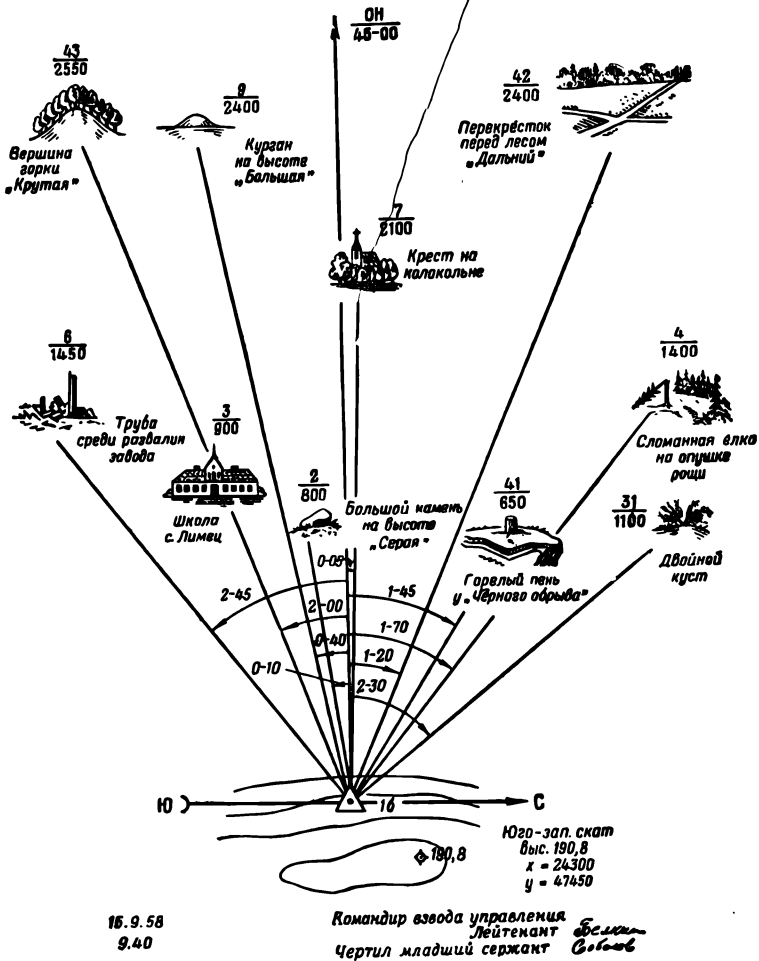 ОН
45-00
43
2550
9
2400
42
2400
Вершина
горки
„Крутая"
Курган
на высоте
„Большая"
Перекрёсток
перед лесом
„Дальний"
7
2100
Крест на
колокольне
6
1450
4
1400
Труба
среди развалин
завода
3
900
Сломанная ёлка
на опушке
рощи
2
800
41
650
31
1100
Школа
с. Лимец
Большой камень
на высоте
„Серая"
Горелый пень
у „Чёрного обрыва"
Двойной
куст
0-05
2-45
2-00
1-45
0-40
1-70
0-10
1-20
2-30
Ю
16
С
190,8
Юго-зап. скат
выс. 190,8
x = 24300
y = 47450
16.9.58
9.40
Командир взвода управления
Лейтенант Белкин
Чертил младший сержант Соболев